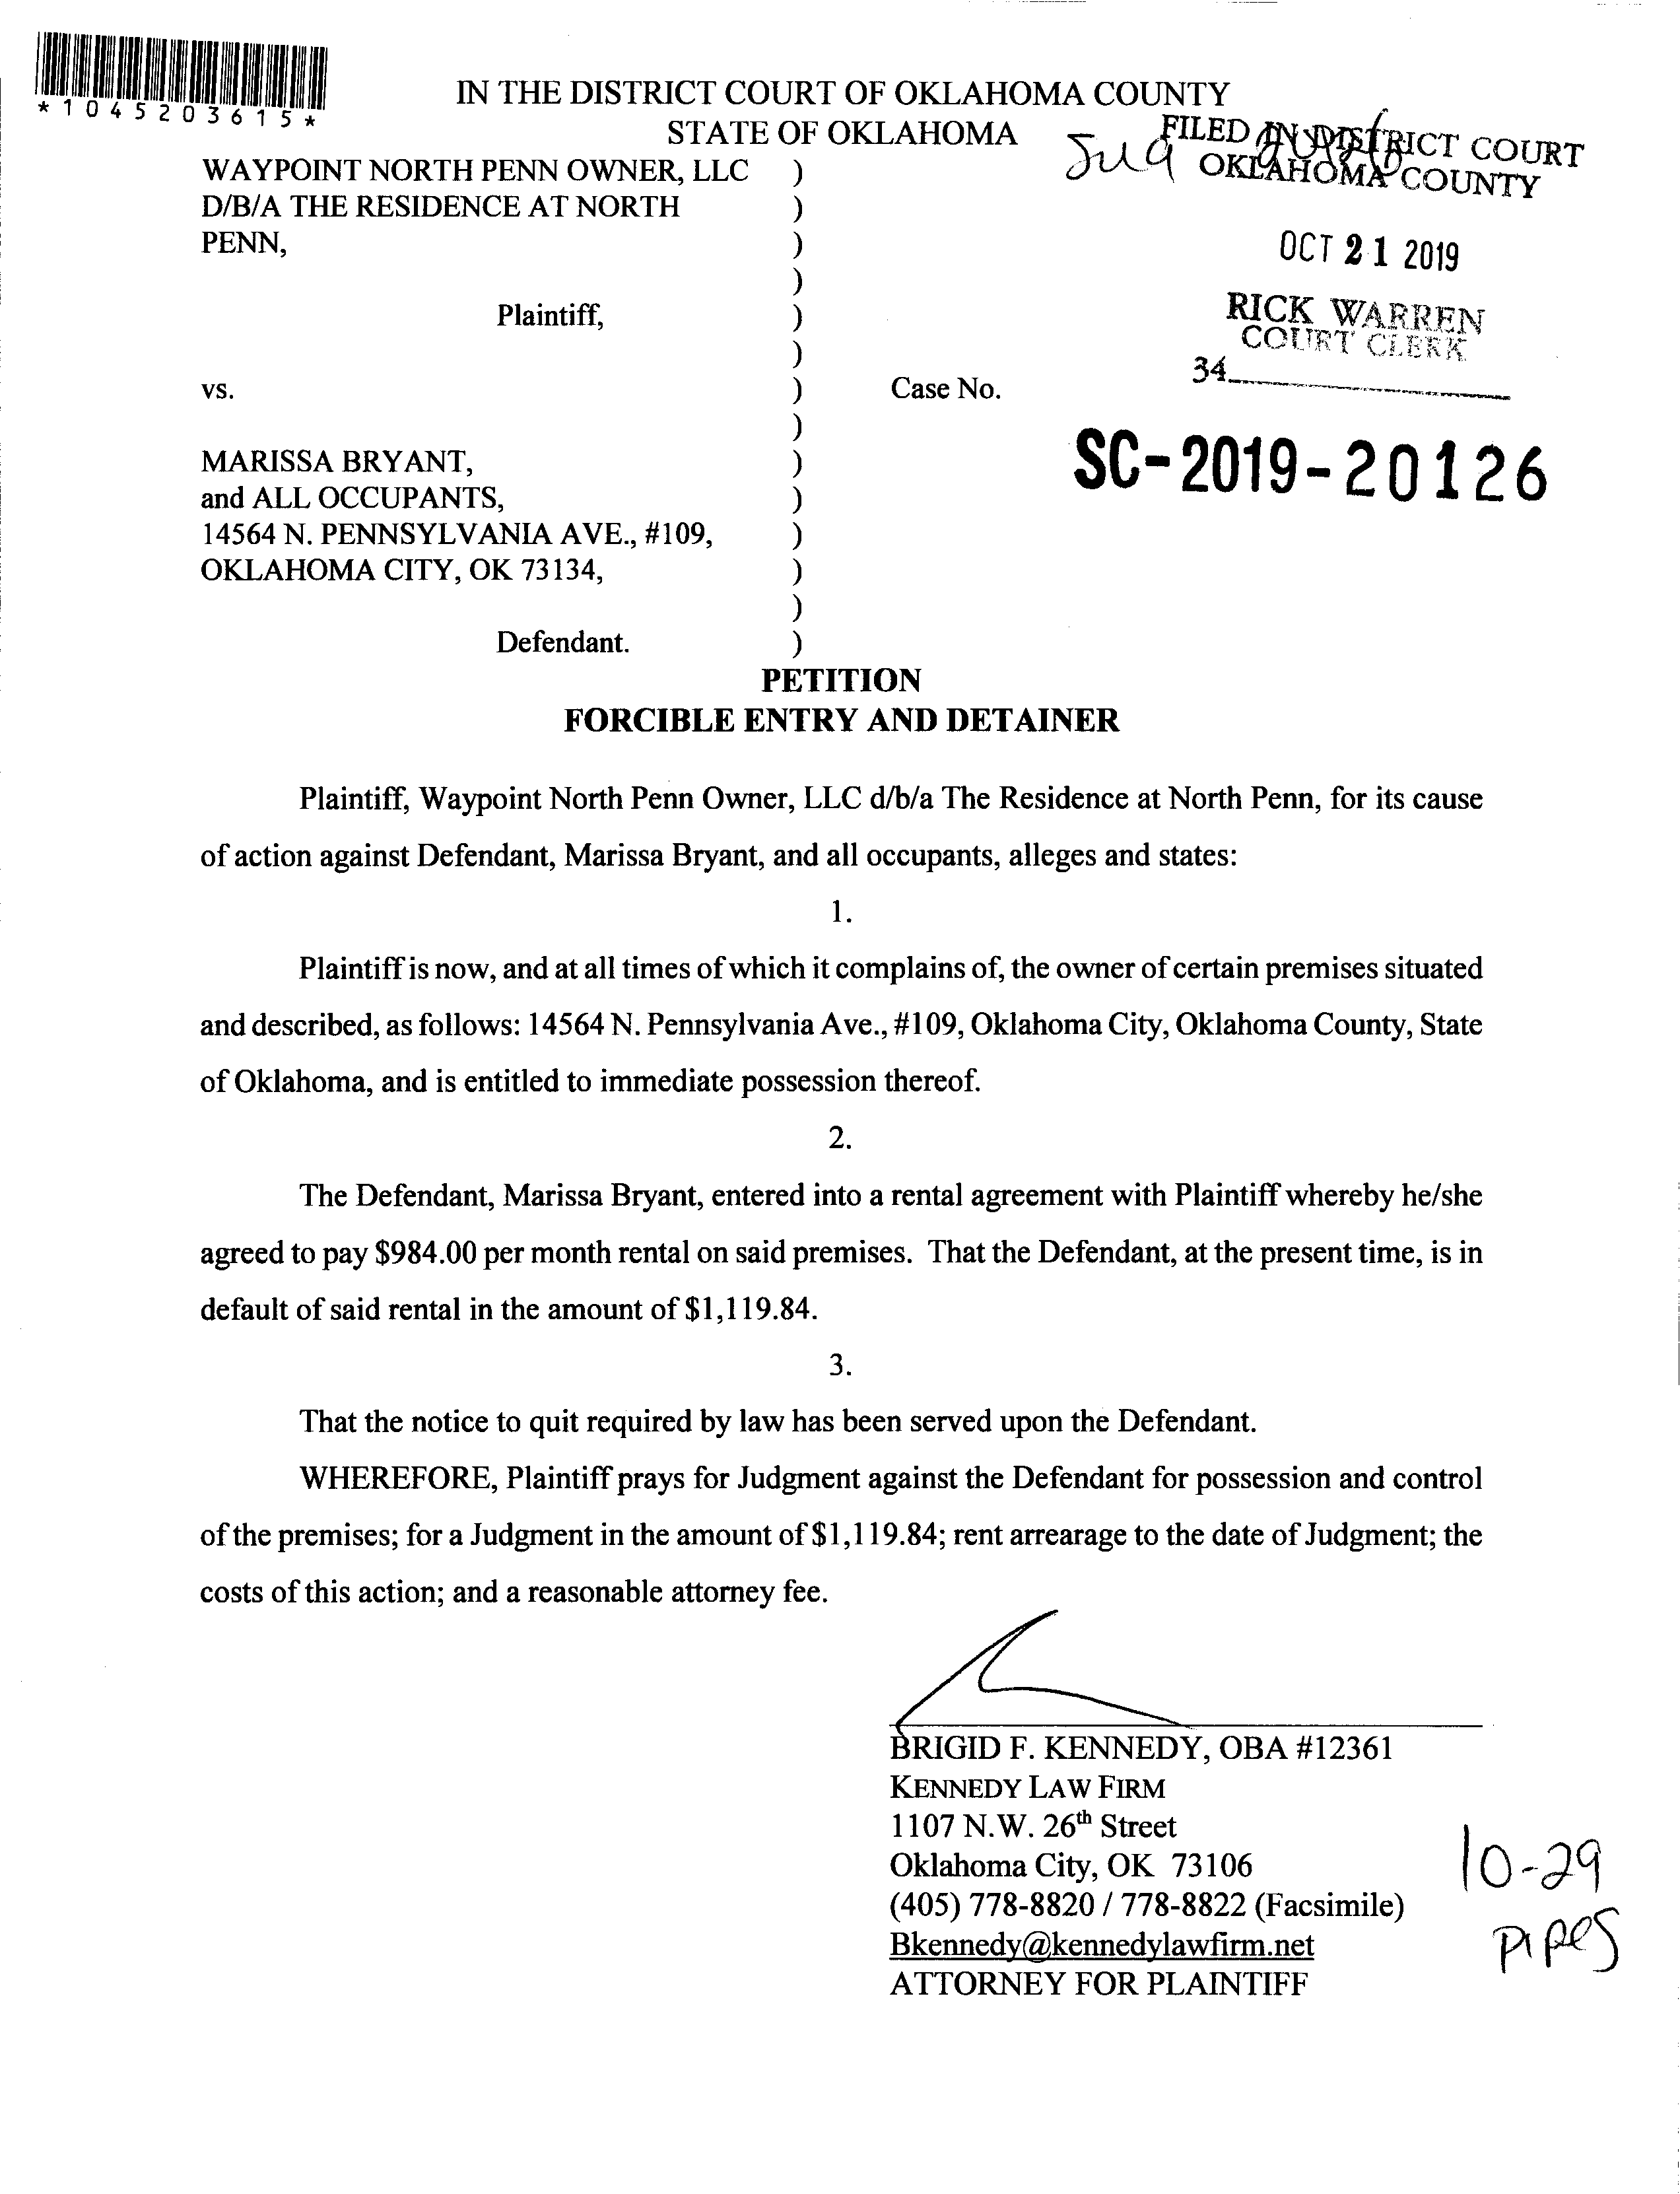 *1045203615*
IN THE DISTRICT COURT OF OKLAHOMA COUNTY
STATE OF OKLAHOMA
FILED IN DISTRICT COURT
OKLAHOMA COUNTY
WAYPOINT NORTH PENN OWNER, LLC )
D/B/A THE RESIDENCE AT NORTH )
PENN, )
OCT 21 2019
)
RICK WARREN
COURT CLERK
Plaintiff, )
)
34
vs. ) Case No.
)
SC-2019-20126
MARISSA BRYANT, )
and ALL OCCUPANTS, )
14564 N. PENNSYLVANIA AVE., #109, )
OKLAHOMA CITY, OK 73134, )
)
Defendant. )
PETITION
FORCIBLE ENTRY AND DETAINER
Plaintiff, Waypoint North Penn Owner, LLC d/b/a The Residence at North Penn, for its cause
of action against Defendant, Marissa Bryant, and all occupants, alleges and states:
1.
Plaintiff is now, and at all times of which it complains of, the owner of certain premises situated
and described, as follows: 14564 N. Pennsylvania Ave., #109, Oklahoma City, Oklahoma County, State
of Oklahoma, and is entitled to immediate possession thereof.
2.
The Defendant, Marissa Bryant, entered into a rental agreement with Plaintiff whereby he/she
agreed to pay $984.00 per month rental on said premises. That the Defendant, at the present time, is in
default of said rental in the amount of $1,119.84.
3.
That the notice to quit required by law has been served upon the Defendant.
WHEREFORE, Plaintiff prays for Judgment against the Defendant for possession and control
of the premises; for a Judgment in the amount of $1,119.84; rent arrearage to the date of Judgment; the
costs of this action; and a reasonable attorney fee.
BRIGID F. KENNEDY, OBA #12361
KENNEDY LAW FIRM
1107 N.W. 26th Street
Oklahoma City, OK 73106
(405) 778-8820 / 778-8822 (Facsimile)
Bkennedy@kennedylawfirm.net
ATTORNEY FOR PLAINTIFF
10-29
Pipes